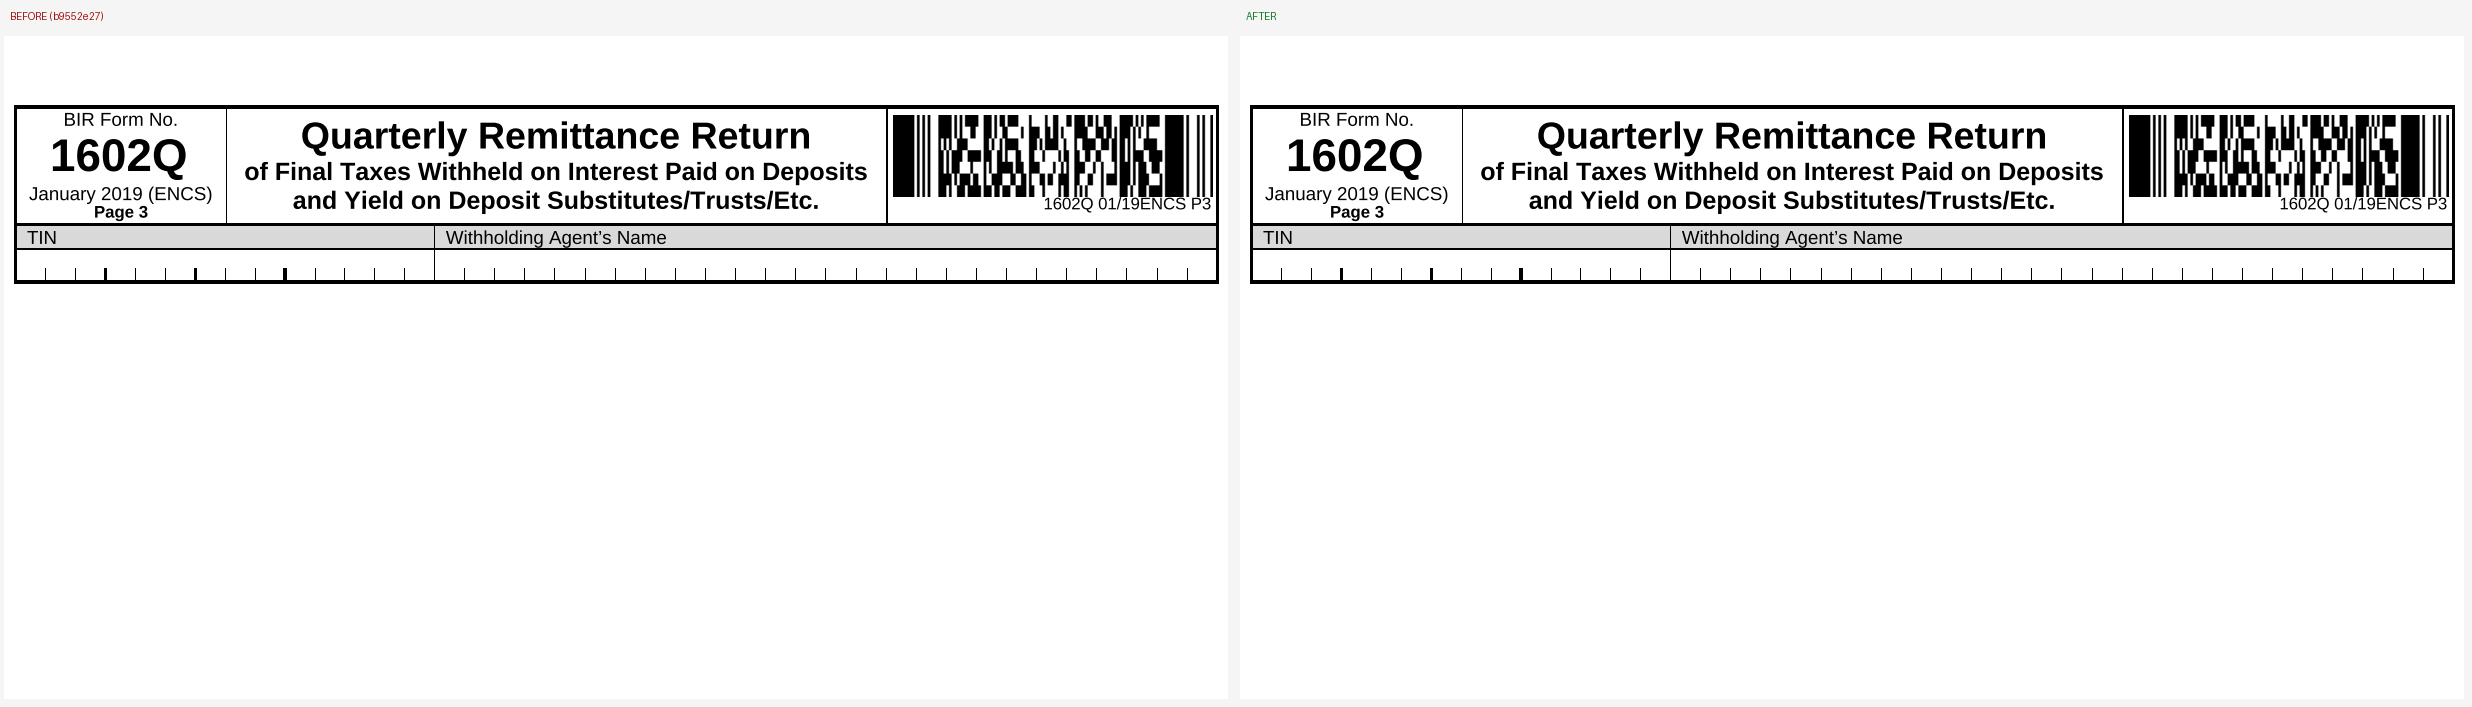 BEFORE (b9552e27)
BIR Form No.
1602Q
January 2019 (ENCS)
Page 3
Quarterly Remittance Return
of Final Taxes Withheld on Interest Paid on Deposits
and Yield on Deposit Substitutes/Trusts/Etc.
1602Q 01/19ENCS P3
TIN
Withholding Agent’s Name
AFTER
BIR Form No.
1602Q
January 2019 (ENCS)
Page 3
Quarterly Remittance Return
of Final Taxes Withheld on Interest Paid on Deposits
and Yield on Deposit Substitutes/Trusts/Etc.
1602Q 01/19ENCS P3
TIN
Withholding Agent’s Name